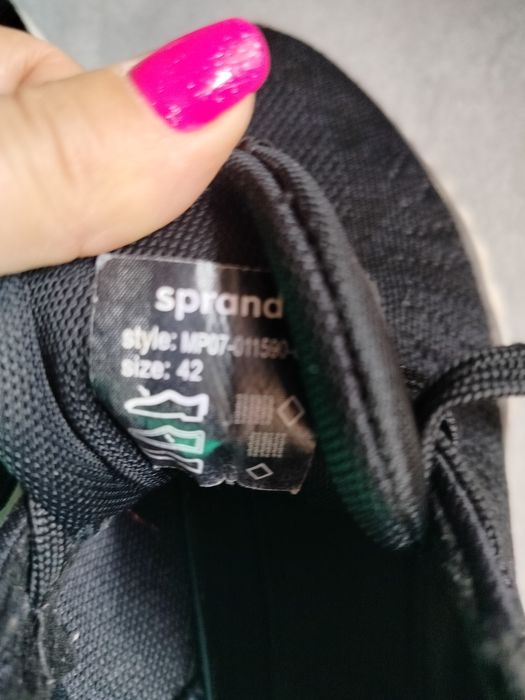 sprand
style: MP07-011590-
size: 42